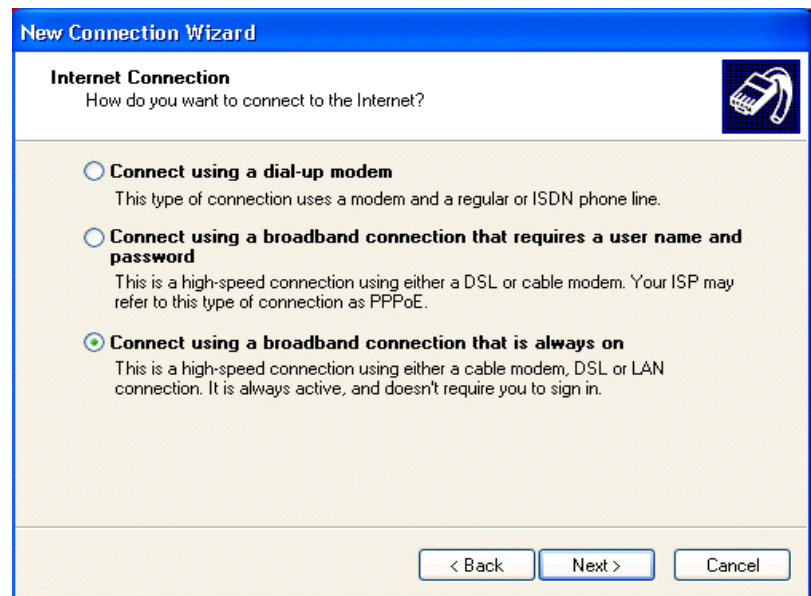 New Connection Wizard
Internet Connection
How do you want to connect to the Internet?
Connect using a dial-up modem
This type of connection uses a modem and a regular or ISDN phone line.
Connect using a broadband connection that requires a user name and
password
This is a high-speed connection using either a DSL or cable modem. Your ISP may
refer to this type of connection as PPPoE.
Connect using a broadband connection that is always on
This is a high-speed connection using either a cable modem, DSL or LAN
connection. It is always active, and doesn't require you to sign in.
< Back Next > Cancel